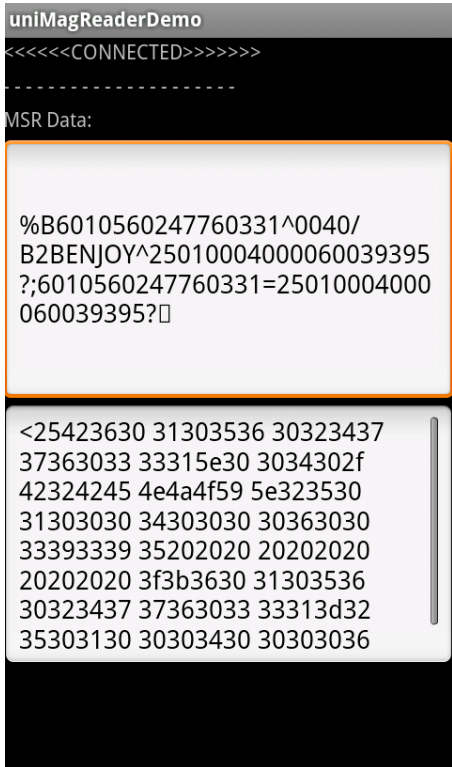 uniMagReaderDemo
<<<<<<CONNECTED>>>>>>>
- - - - - - - - - - - - - - - - - - - - -
MSR Data:
%B6010560247760331^0040/
B2BENJOY^25010004000060039395
?;6010560247760331=25010004000
060039395?▯
<25423630 31303536 30323437
37363033 33315e30 3034302f
42324245 4e4a4f59 5e323530
31303030 34303030 30363030
33393339 35202020 20202020
20202020 3f3b3630 31303536
30323437 37363033 33313d32
35303130 30303430 30303036